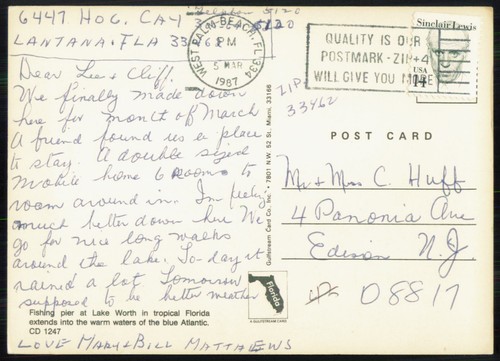 6447 HOG. CAY
LANTANA. FLA
Dear Lee & Cliff.
We finally made down
here for month of March
A friend found us a place
to stay. A double sized
mobile home 6 rooms to
room around in. I'm feeling
much better down here We
go for nice long walks
around the lake. To-day it
rained a lot. Tomorrow
supposed to be better weather
Fishing pier at Lake Worth in tropical Florida
extends into the warm waters of the blue Atlantic.
CD 1247
LOVE MARY & BILL MATTHEWS
WEST PALM BEACH, FL 334
PM
5 MAR
1987
QUALITY IS OUR
POSTMARK - ZIP+4
WILL GIVE YOU MORE
Sinclair Lewis
USA
14
ZIP
33462
Gulfstream Card Co., Inc. • 7801 N.W. 52 St. Miami, 33166
POST CARD
Mr & Mrs C. Huff
4 Panonia Ave
Edison N.J.
08817
Florida
A GULFSTREAM CARD